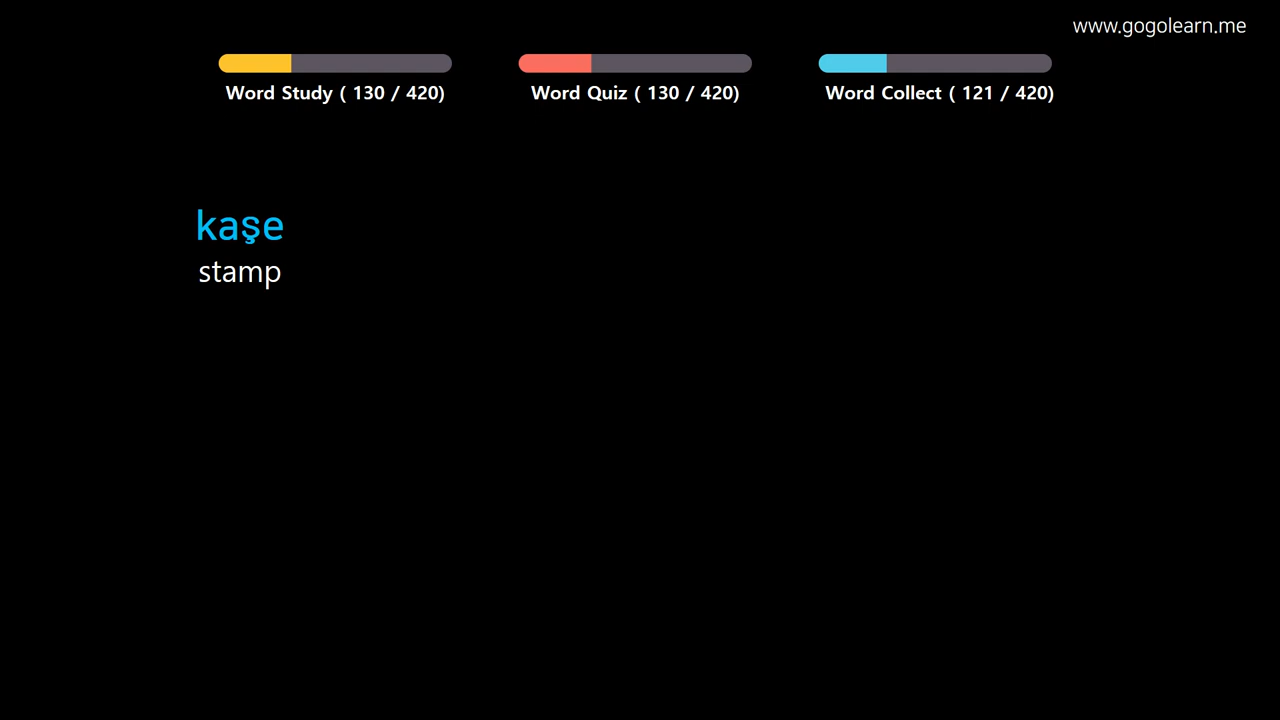 www.gogolearn.me
Word Study ( 130 / 420)
Word Quiz ( 130 / 420)
Word Collect ( 121 / 420)
kaşe
stamp